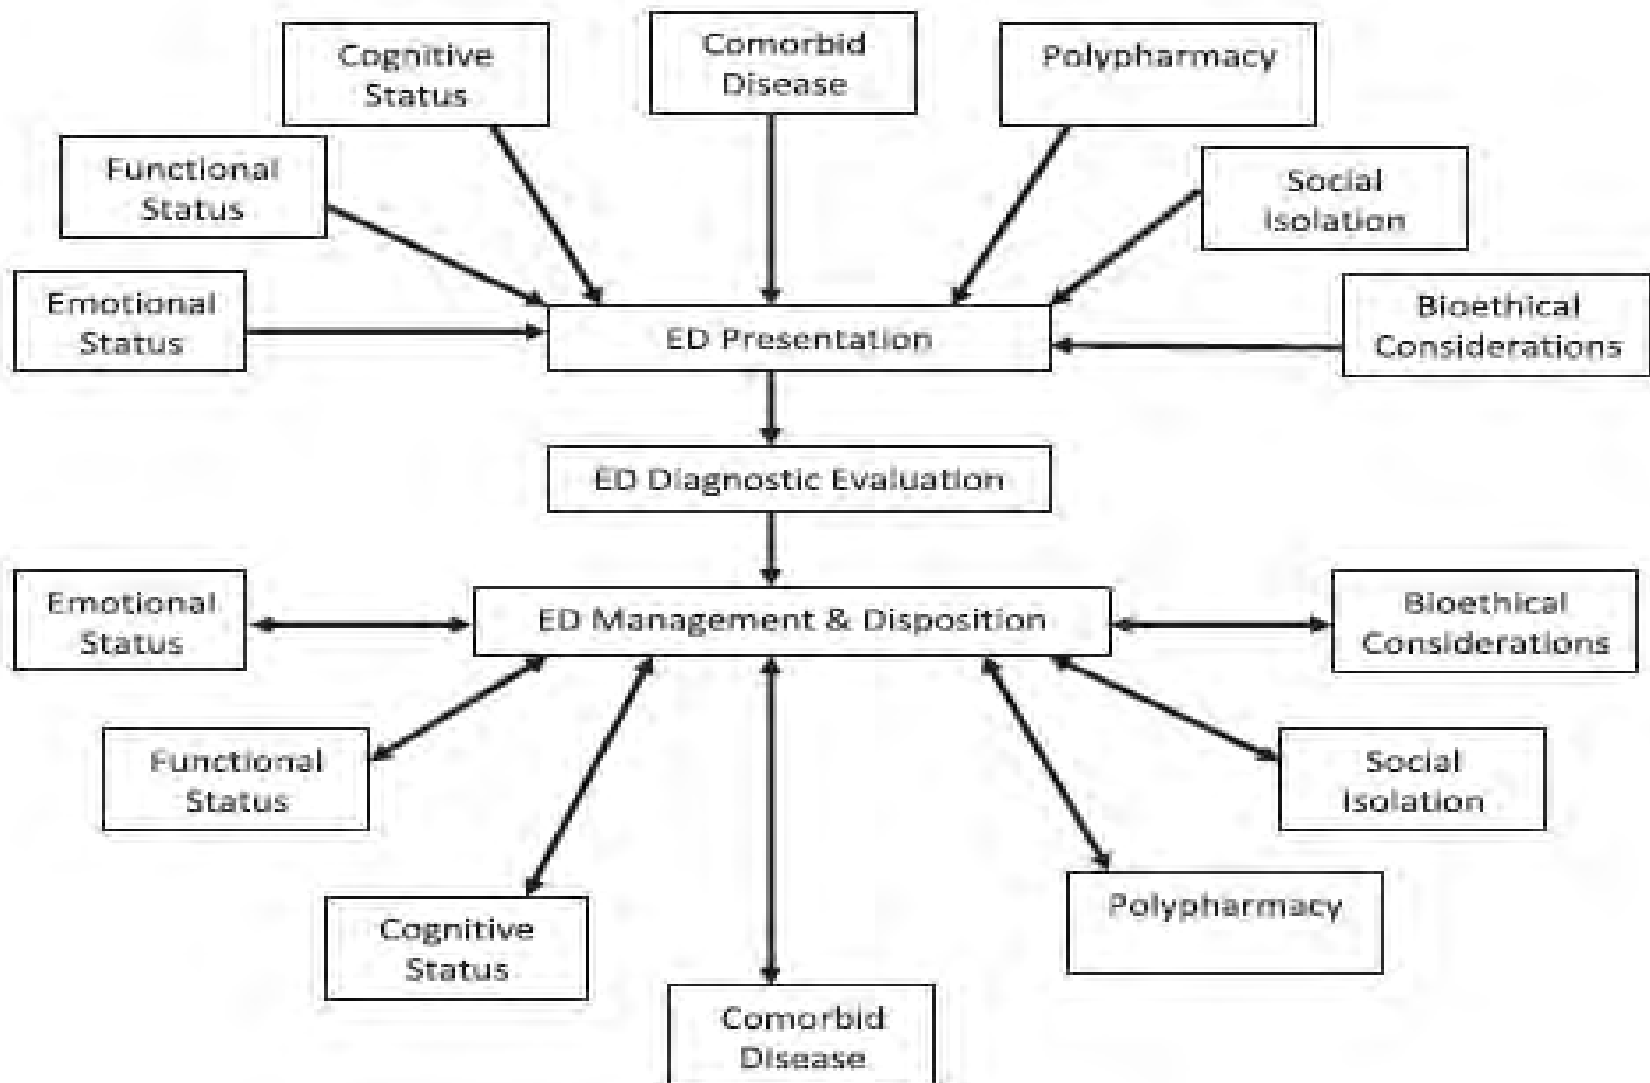 Cognitive
Status
Comorbid
Disease
Polypharmacy
Functional
Status
Social
Isolation
Emotional
Status
ED Presentation
Bioethical
Considerations
ED Diagnostic Evaluation
Emotional
Status
ED Management & Disposition
Bioethical
Considerations
Functional
Status
Social
Isolation
Cognitive
Status
Polypharmacy
Comorbid
Disease